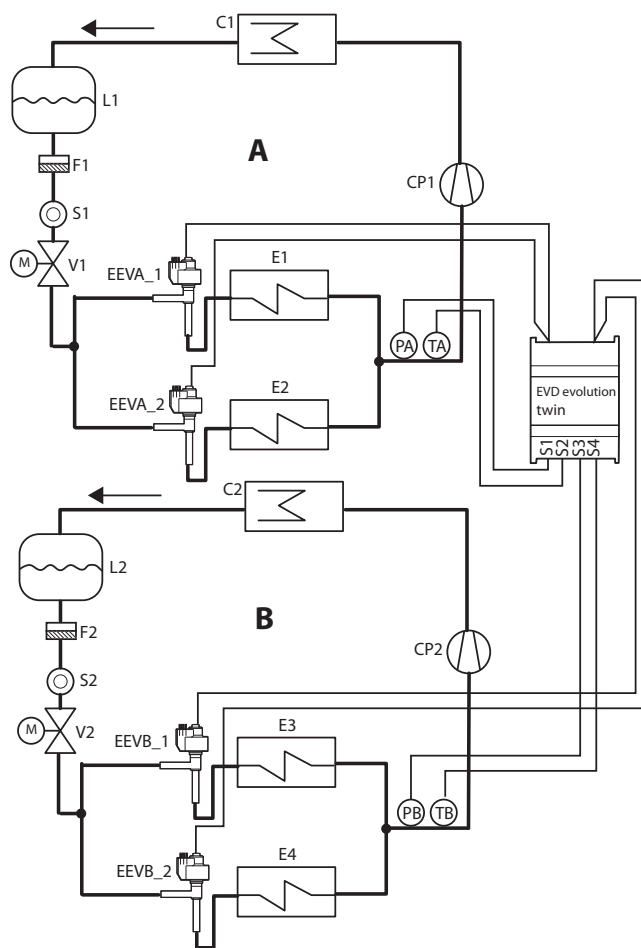 C1
L1
A
F1
CP1
S1
M
V1
EEVA_1
E1
PA
TA
EEVA_2
E2
EVD evolution
twin
S1
S2
S3
S4
C2
L2
B
F2
CP2
S2
M
V2
EEVB_1
E3
PB
TB
EEVB_2
E4